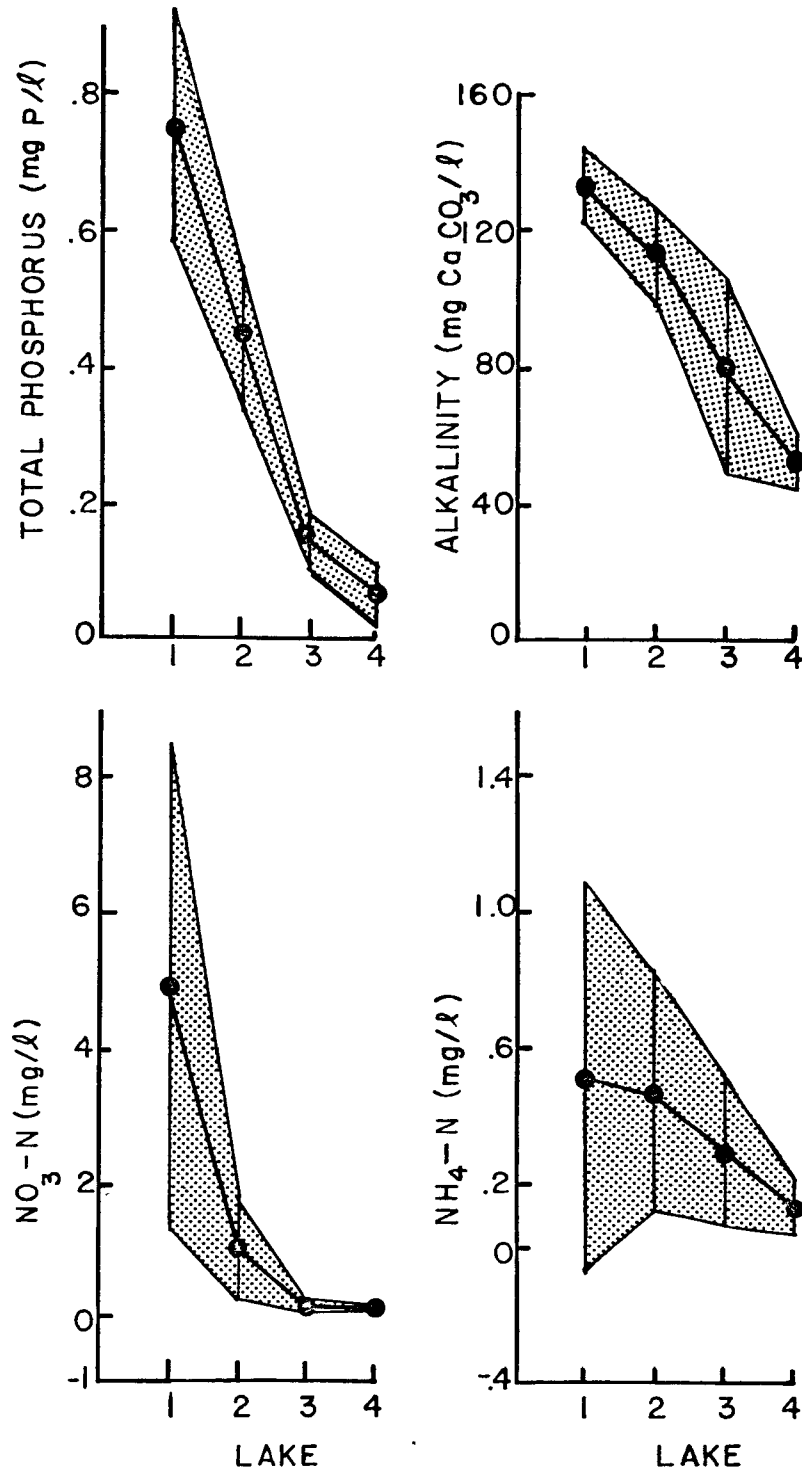 TOTAL PHOSPHORUS (mg P/ℓ)
.8
.6
.4
.2
0
1 2 3 4
ALKALINITY (mg CaCO3/ℓ)
160
120
80
40
0
1 2 3 4
NO3-N (mg/ℓ)
8
6
4
2
0
-1
1 2 3 4
LAKE
NH4-N (mg/ℓ)
1.4
1.0
.6
.2
0
-.4
1 2 3 4
LAKE